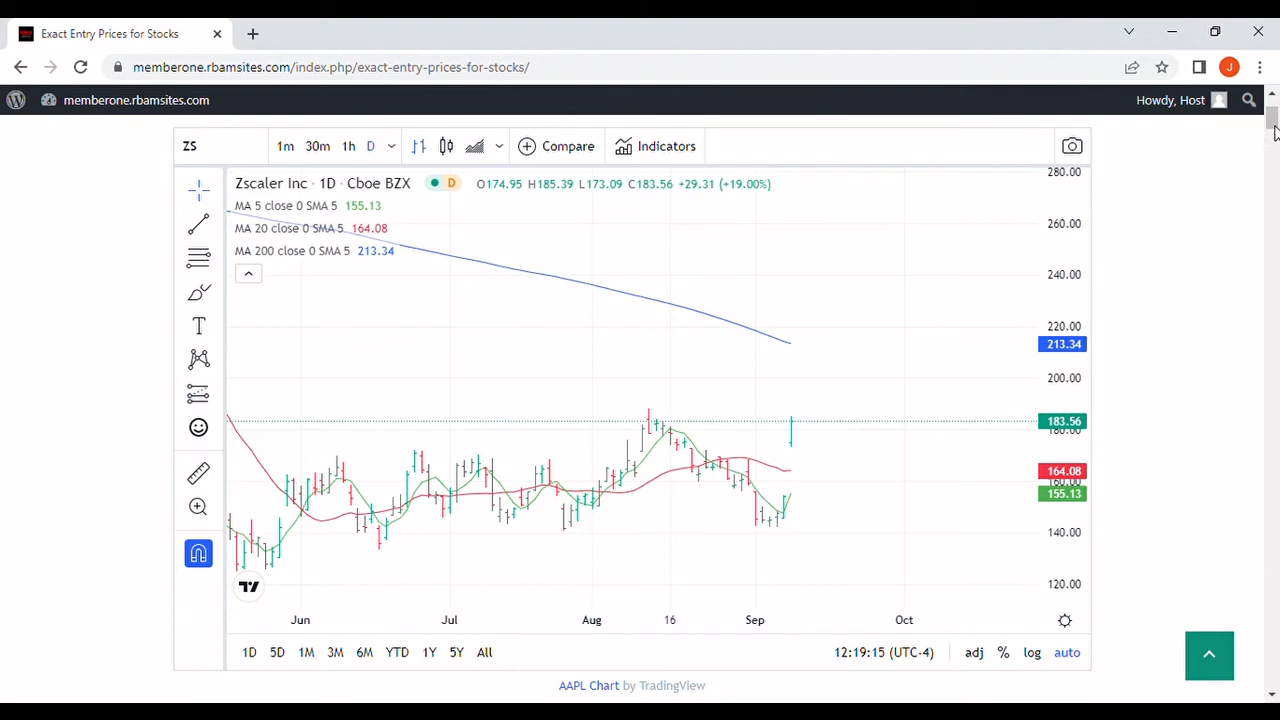 Exact Entry Prices for Stocks
memberone.rbamsites.com/index.php/exact-entry-prices-for-stocks/
J
memberone.rbamsites.com
Howdy, Host
ZS
1m 30m 1h D
Compare
Indicators
Zscaler Inc · 1D · Cboe BZX
D
O174.95 H185.39 L173.09 C183.56 +29.31 (+19.00%)
MA 5 close 0 SMA 5 155.13
MA 20 close 0 SMA 5 164.08
MA 200 close 0 SMA 5 213.34
280.00
260.00
240.00
220.00
213.34
200.00
183.56
180.00
164.08
160.00
155.13
140.00
120.00
Jun Jul Aug 16 Sep Oct
1D 5D 1M 3M 6M YTD 1Y 5Y All
12:19:15 (UTC-4)
adj % log auto
AAPL Chart by TradingView